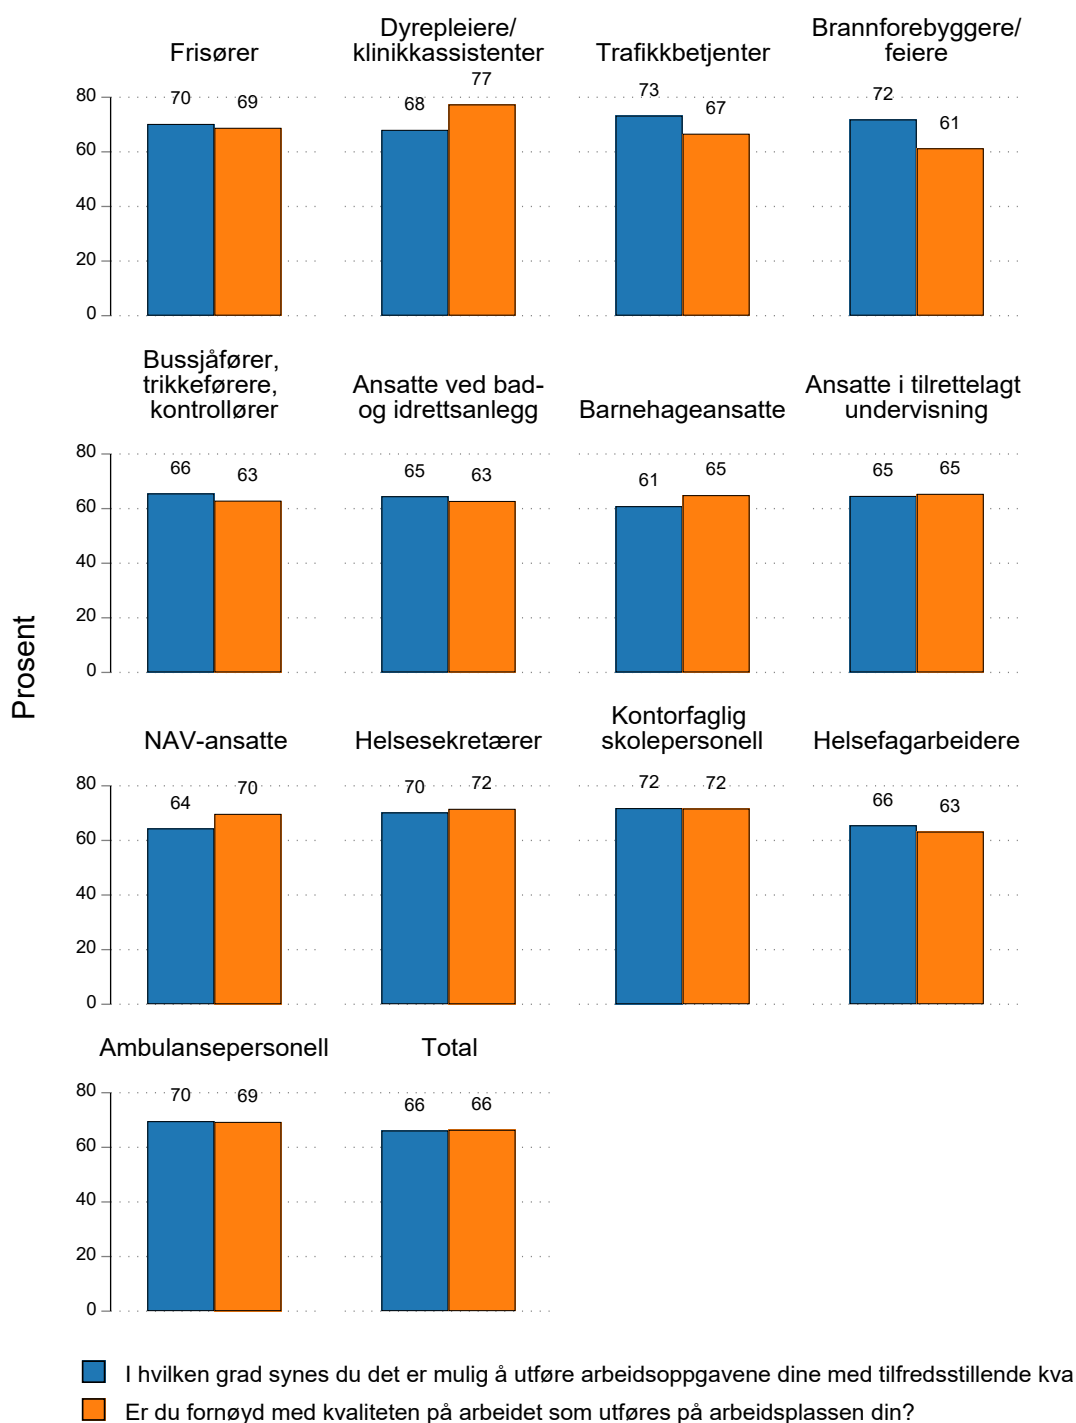 Frisører
Dyrepleiere/
klinikkassistenter
Trafikkbetjenter
Brannforebyggere/
feiere
80
60
40
20
0
70
69
68
77
73
67
72
61
Bussjåfører,
trikkeførere,
kontrollører
Ansatte ved bad-
og idrettsanlegg
Barnehageansatte
Ansatte i tilrettelagt
undervisning
80
60
40
20
0
66
63
65
63
61
65
65
65
Prosent
NAV-ansatte
Helsesekretærer
Kontorfaglig
skolepersonell
Helsefagarbeidere
80
60
40
20
0
64
70
70
72
72
72
66
63
Ambulansepersonell
Total
80
60
40
20
0
70
69
66
66
I hvilken grad synes du det er mulig å utføre arbeidsoppgavene dine med tilfredsstillende kva
Er du fornøyd med kvaliteten på arbeidet som utføres på arbeidsplassen din?